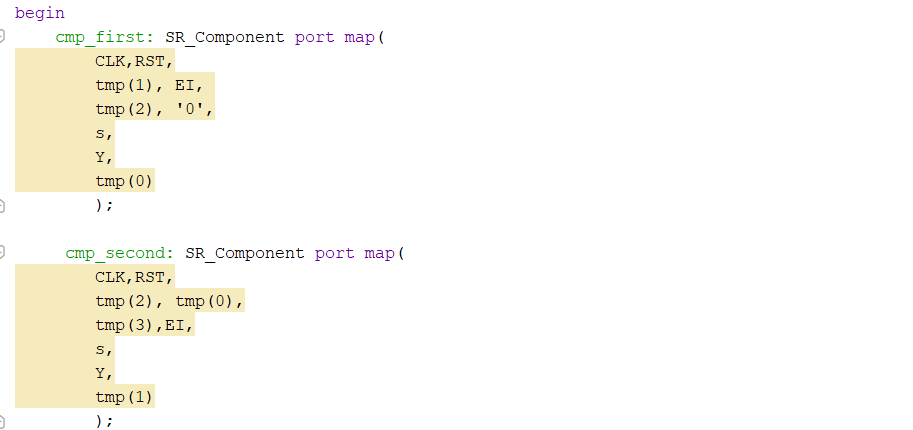 begin
    cmp_first: SR_Component port map(
        CLK,RST,
        tmp(1), EI,
        tmp(2), '0',
        s,
        Y,
        tmp(0)
        );

     cmp_second: SR_Component port map(
        CLK,RST,
        tmp(2), tmp(0),
        tmp(3),EI,
        s,
        Y,
        tmp(1)
        );